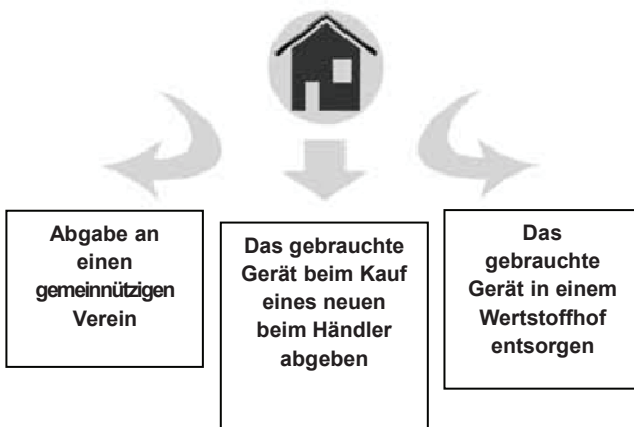 Abgabe an
einen
gemeinnützigen
Verein
Das gebrauchte
Gerät beim Kauf
eines neuen
beim Händler
abgeben
Das
gebrauchte
Gerät in einem
Wertstoffhof
entsorgen